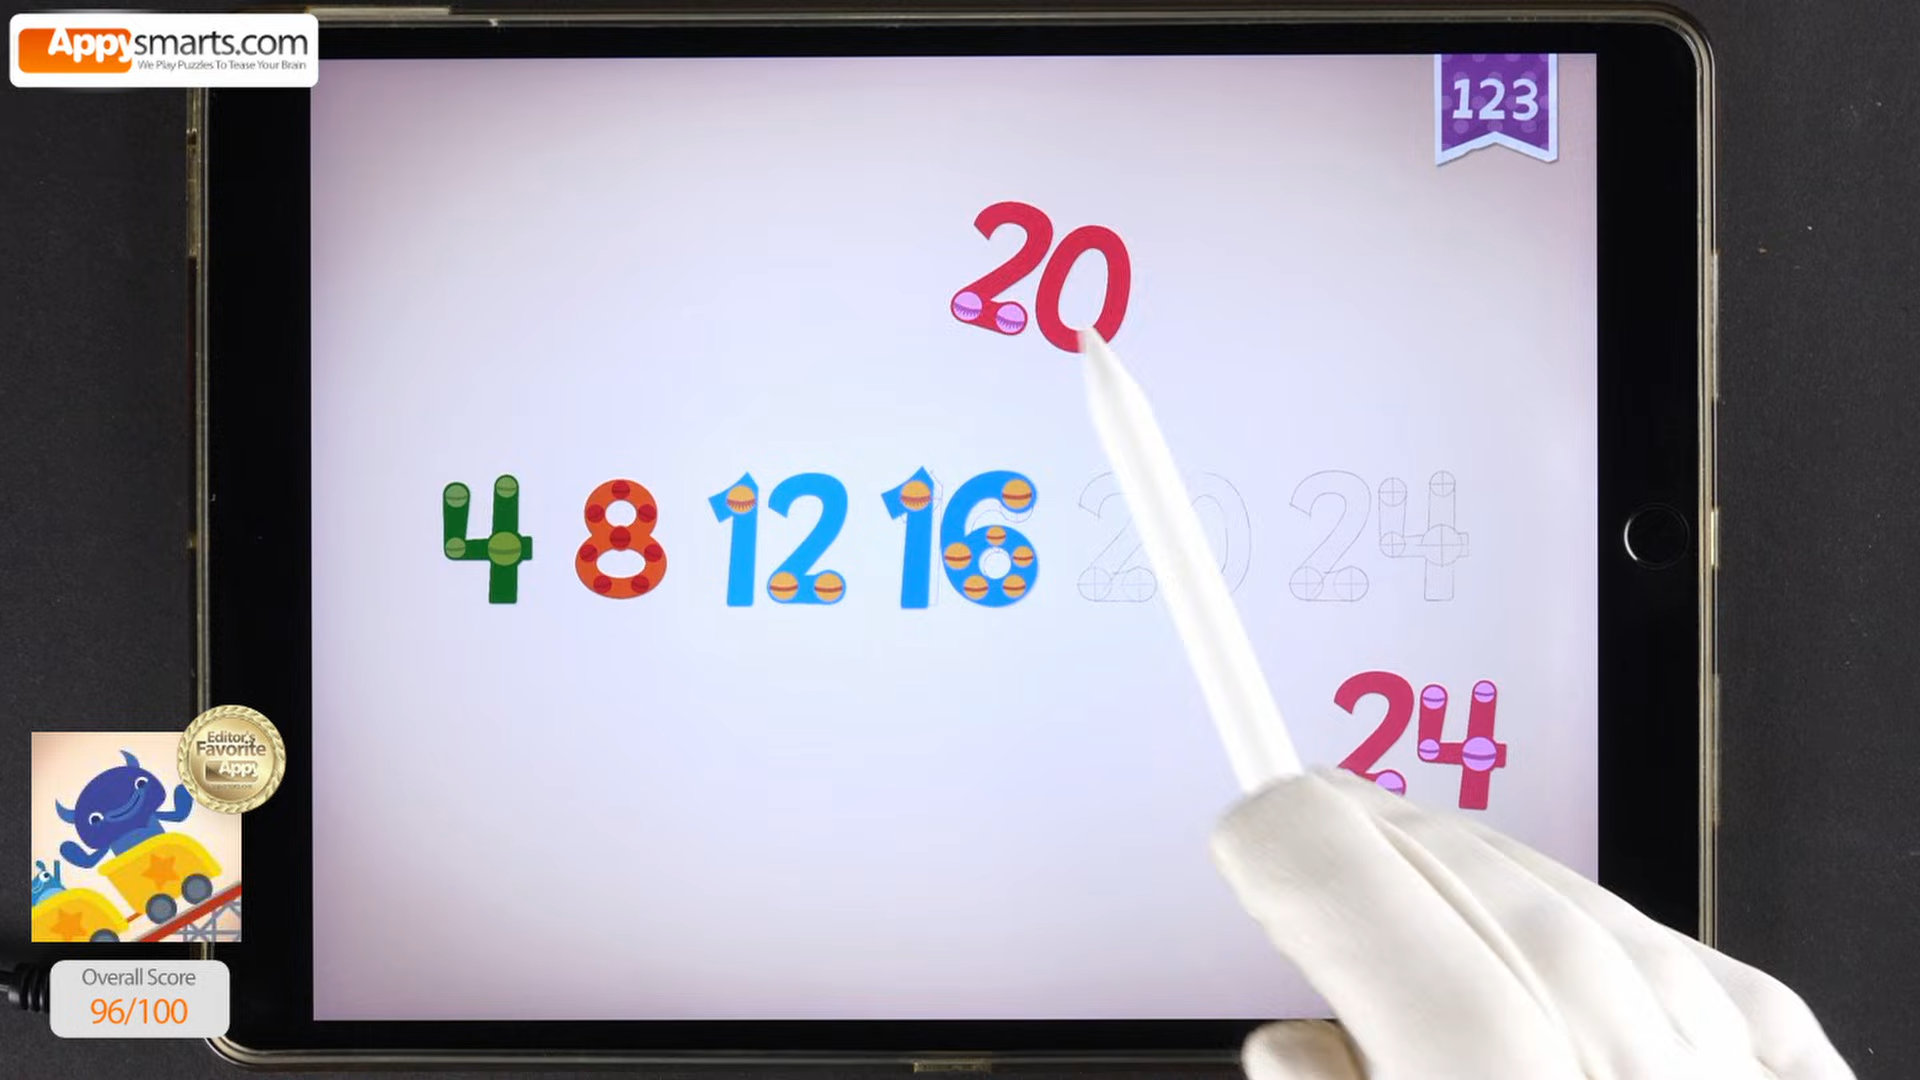 Appysmarts.com
We Play Puzzles To Tease Your Brain
123
20
4 8 12 16 20 24
24
Editor's
Favorite
Appy
Overall Score
96/100